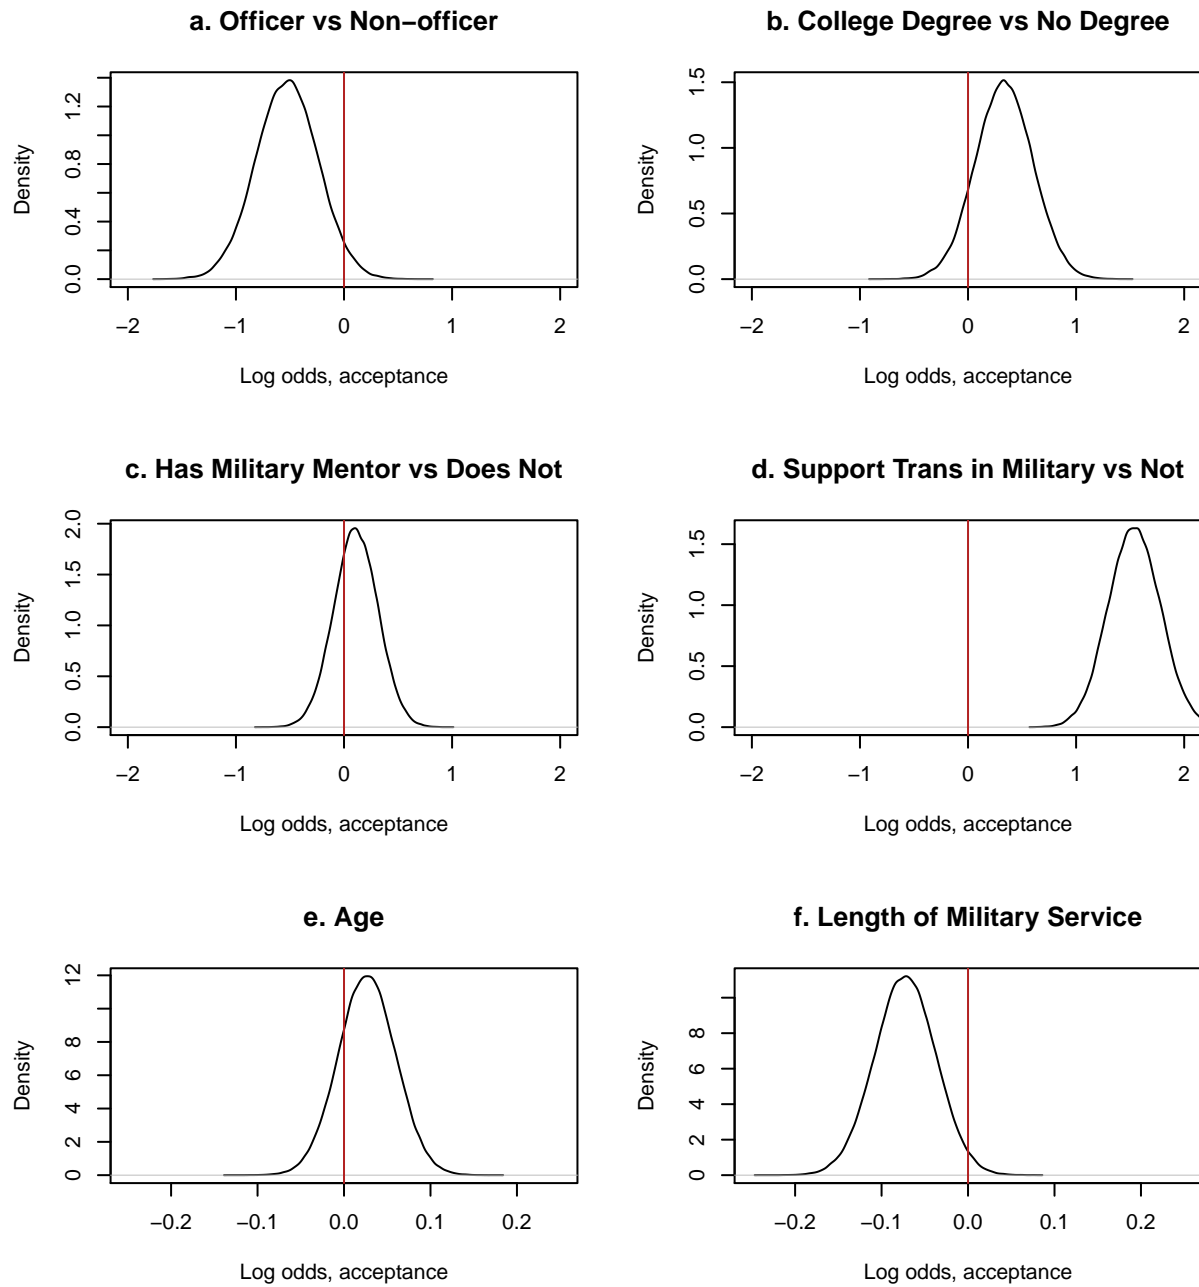 a. Officer vs Non−officer
Density
0.0 0.4 0.8 1.2
−2 −1 0 1 2
Log odds, acceptance
b. College Degree vs No Degree
Density
0.0 0.5 1.0 1.5
−2 −1 0 1 2
Log odds, acceptance
c. Has Military Mentor vs Does Not
Density
0.0 0.5 1.0 1.5 2.0
−2 −1 0 1 2
Log odds, acceptance
d. Support Trans in Military vs Not
Density
0.0 0.5 1.0 1.5
−2 −1 0 1 2
Log odds, acceptance
e. Age
Density
0 2 4 6 8 12
−0.2 −0.1 0.0 0.1 0.2
Log odds, acceptance
f. Length of Military Service
Density
0 2 4 6 8
−0.2 −0.1 0.0 0.1 0.2
Log odds, acceptance